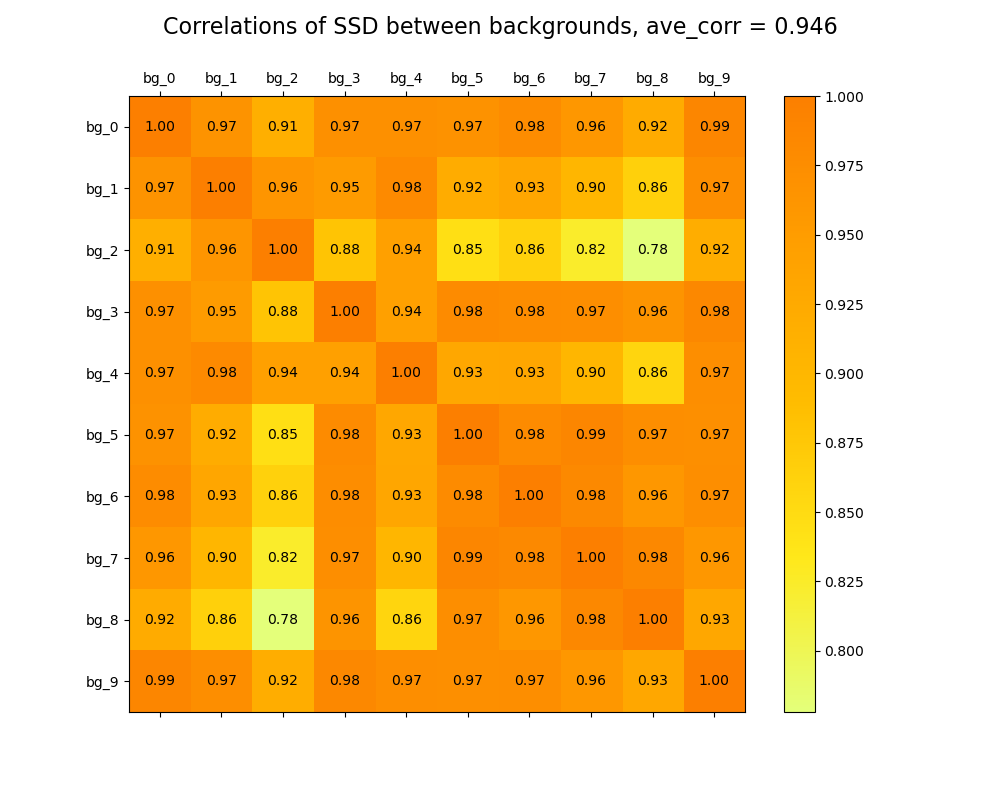 Correlations of SSD between backgrounds, ave_corr = 0.946
bg_0 bg_1 bg_2 bg_3 bg_4 bg_5 bg_6 bg_7 bg_8 bg_9
bg_0 1.00 0.97 0.91 0.97 0.97 0.97 0.98 0.96 0.92 0.99
bg_1 0.97 1.00 0.96 0.95 0.98 0.92 0.93 0.90 0.86 0.97
bg_2 0.91 0.96 1.00 0.88 0.94 0.85 0.86 0.82 0.78 0.92
bg_3 0.97 0.95 0.88 1.00 0.94 0.98 0.98 0.97 0.96 0.98
bg_4 0.97 0.98 0.94 0.94 1.00 0.93 0.93 0.90 0.86 0.97
bg_5 0.97 0.92 0.85 0.98 0.93 1.00 0.98 0.99 0.97 0.97
bg_6 0.98 0.93 0.86 0.98 0.93 0.98 1.00 0.98 0.96 0.97
bg_7 0.96 0.90 0.82 0.97 0.90 0.99 0.98 1.00 0.98 0.96
bg_8 0.92 0.86 0.78 0.96 0.86 0.97 0.96 0.98 1.00 0.93
bg_9 0.99 0.97 0.92 0.98 0.97 0.97 0.97 0.96 0.93 1.00
1.000
0.975
0.950
0.925
0.900
0.875
0.850
0.825
0.800